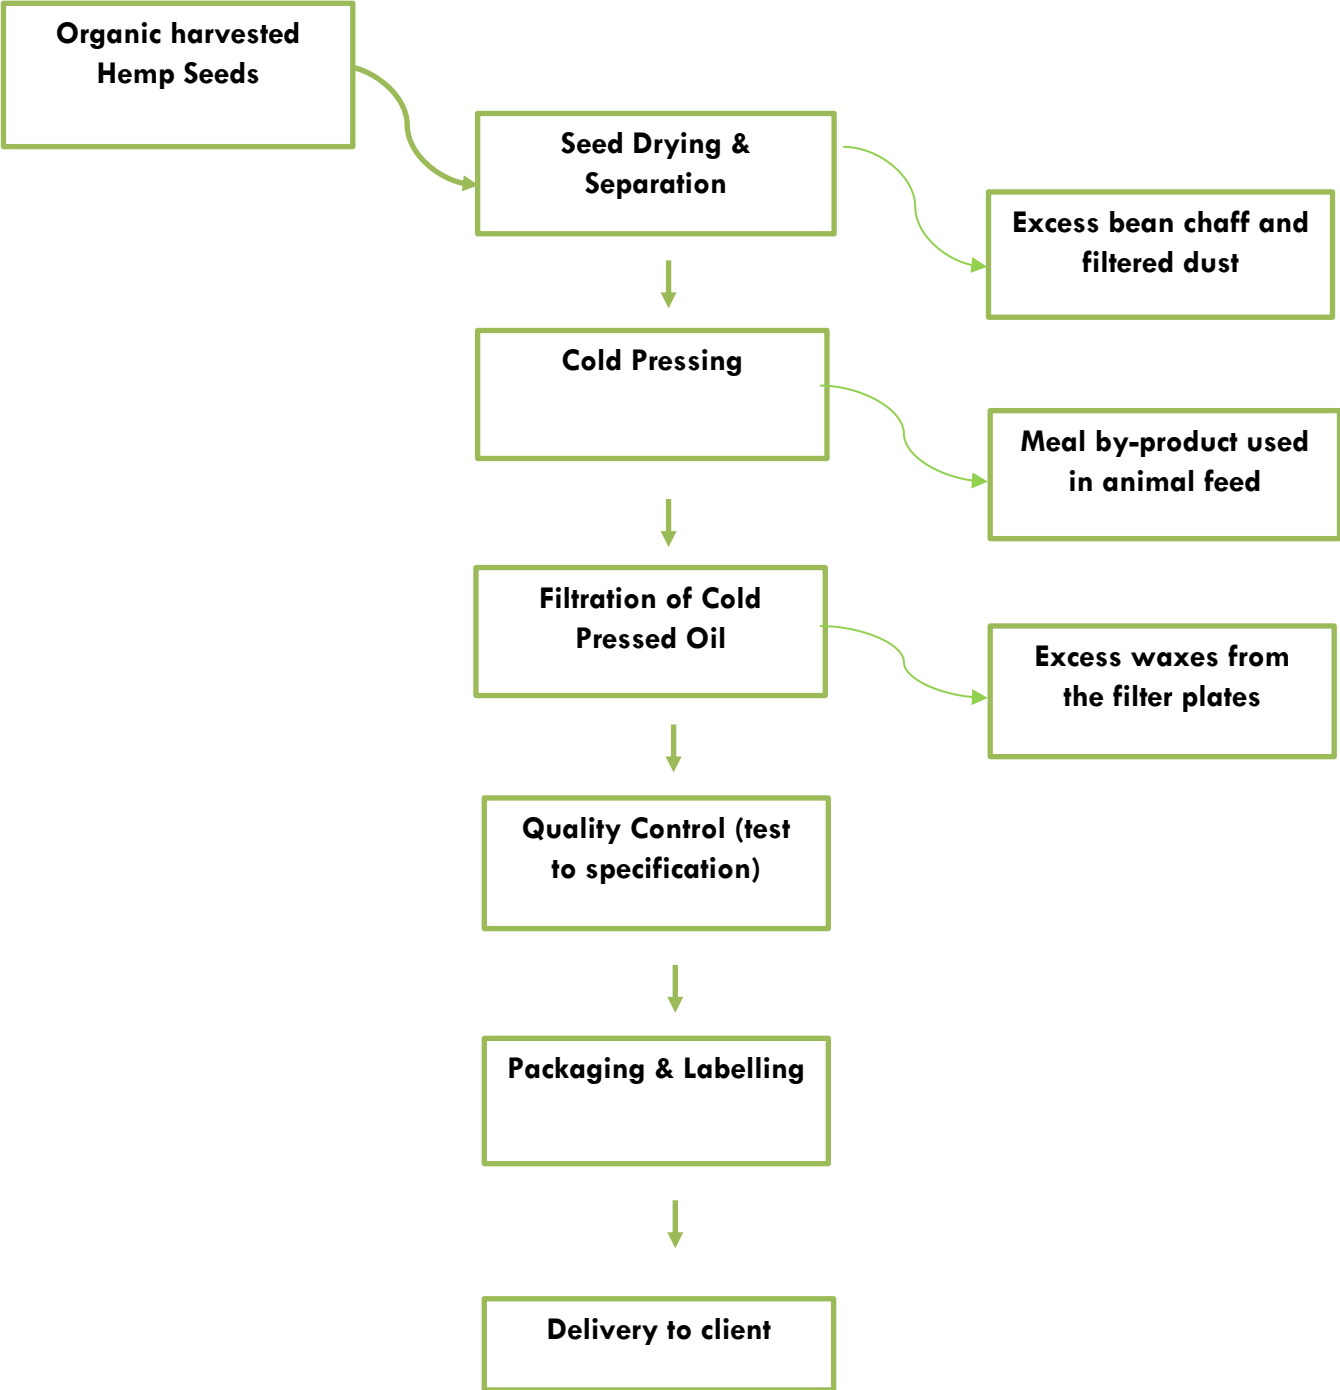 Organic harvested
Hemp Seeds
Seed Drying &
Separation
Excess bean chaff and
filtered dust
Cold Pressing
Meal by-product used
in animal feed
Filtration of Cold
Pressed Oil
Excess waxes from
the filter plates
Quality Control (test
to specification)
Packaging & Labelling
Delivery to client